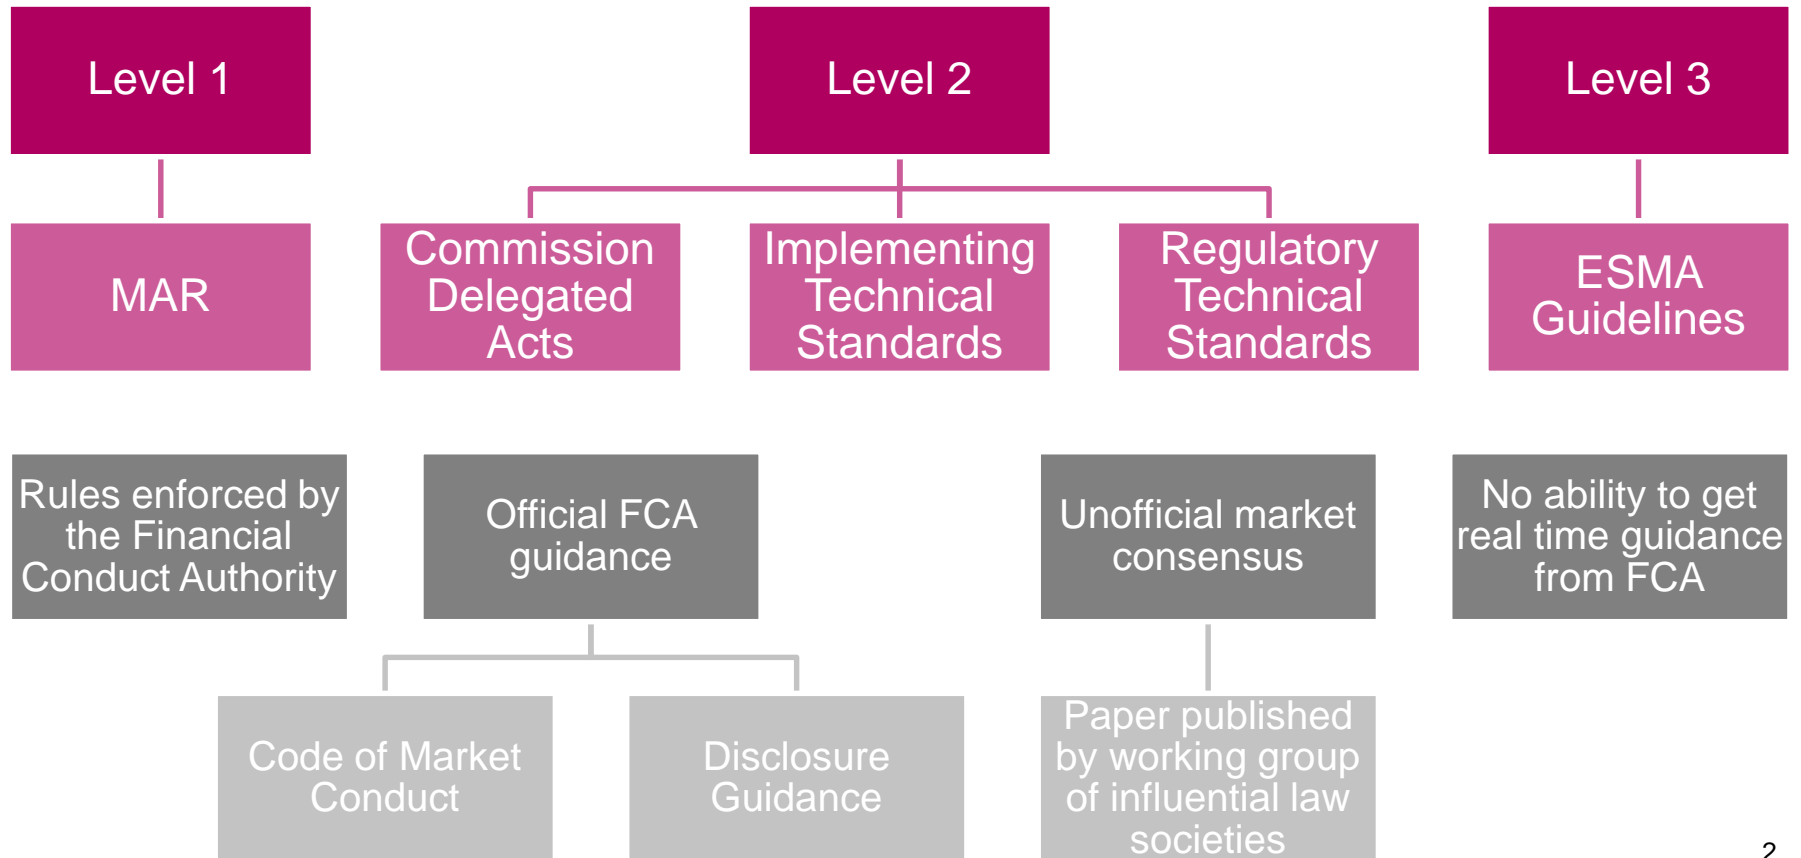 Level 1
Level 2
Level 3
MAR
Commission
Delegated
Acts
Implementing
Technical
Standards
Regulatory
Technical
Standards
ESMA
Guidelines
Rules enforced by
the Financial
Conduct Authority
Official FCA
guidance
Unofficial market
consensus
No ability to get
real time guidance
from FCA
Code of Market
Conduct
Disclosure
Guidance
Paper published
by working group
of influential law
societies
2